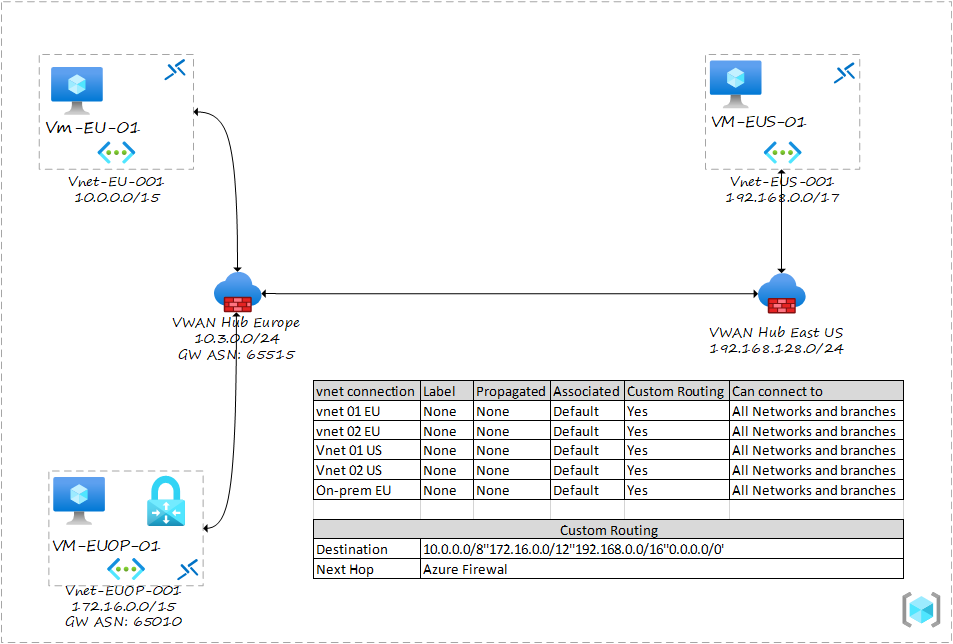 Vm-EU-01
Vnet-EU-001
10.0.0.0/15
VM-EUS-01
Vnet-EUS-001
192.168.0.0/17
VWAN Hub Europe
10.3.0.0/24
GW ASN: 65515
VWAN Hub East US
192.168.128.0/24
vnet connection Label Propagated Associated Custom Routing Can connect to
vnet 01 EU None None Default Yes All Networks and branches
vnet 02 EU None None Default Yes All Networks and branches
Vnet 01 US None None Default Yes All Networks and branches
Vnet 02 US None None Default Yes All Networks and branches
On-prem EU None None Default Yes All Networks and branches
Custom Routing
Destination 10.0.0.0/8"172.16.0.0/12"192.168.0.0/16"0.0.0.0/0'
Next Hop Azure Firewal
VM-EUOP-01
Vnet-EUOP-001
172.16.0.0/15
GW ASN: 65010